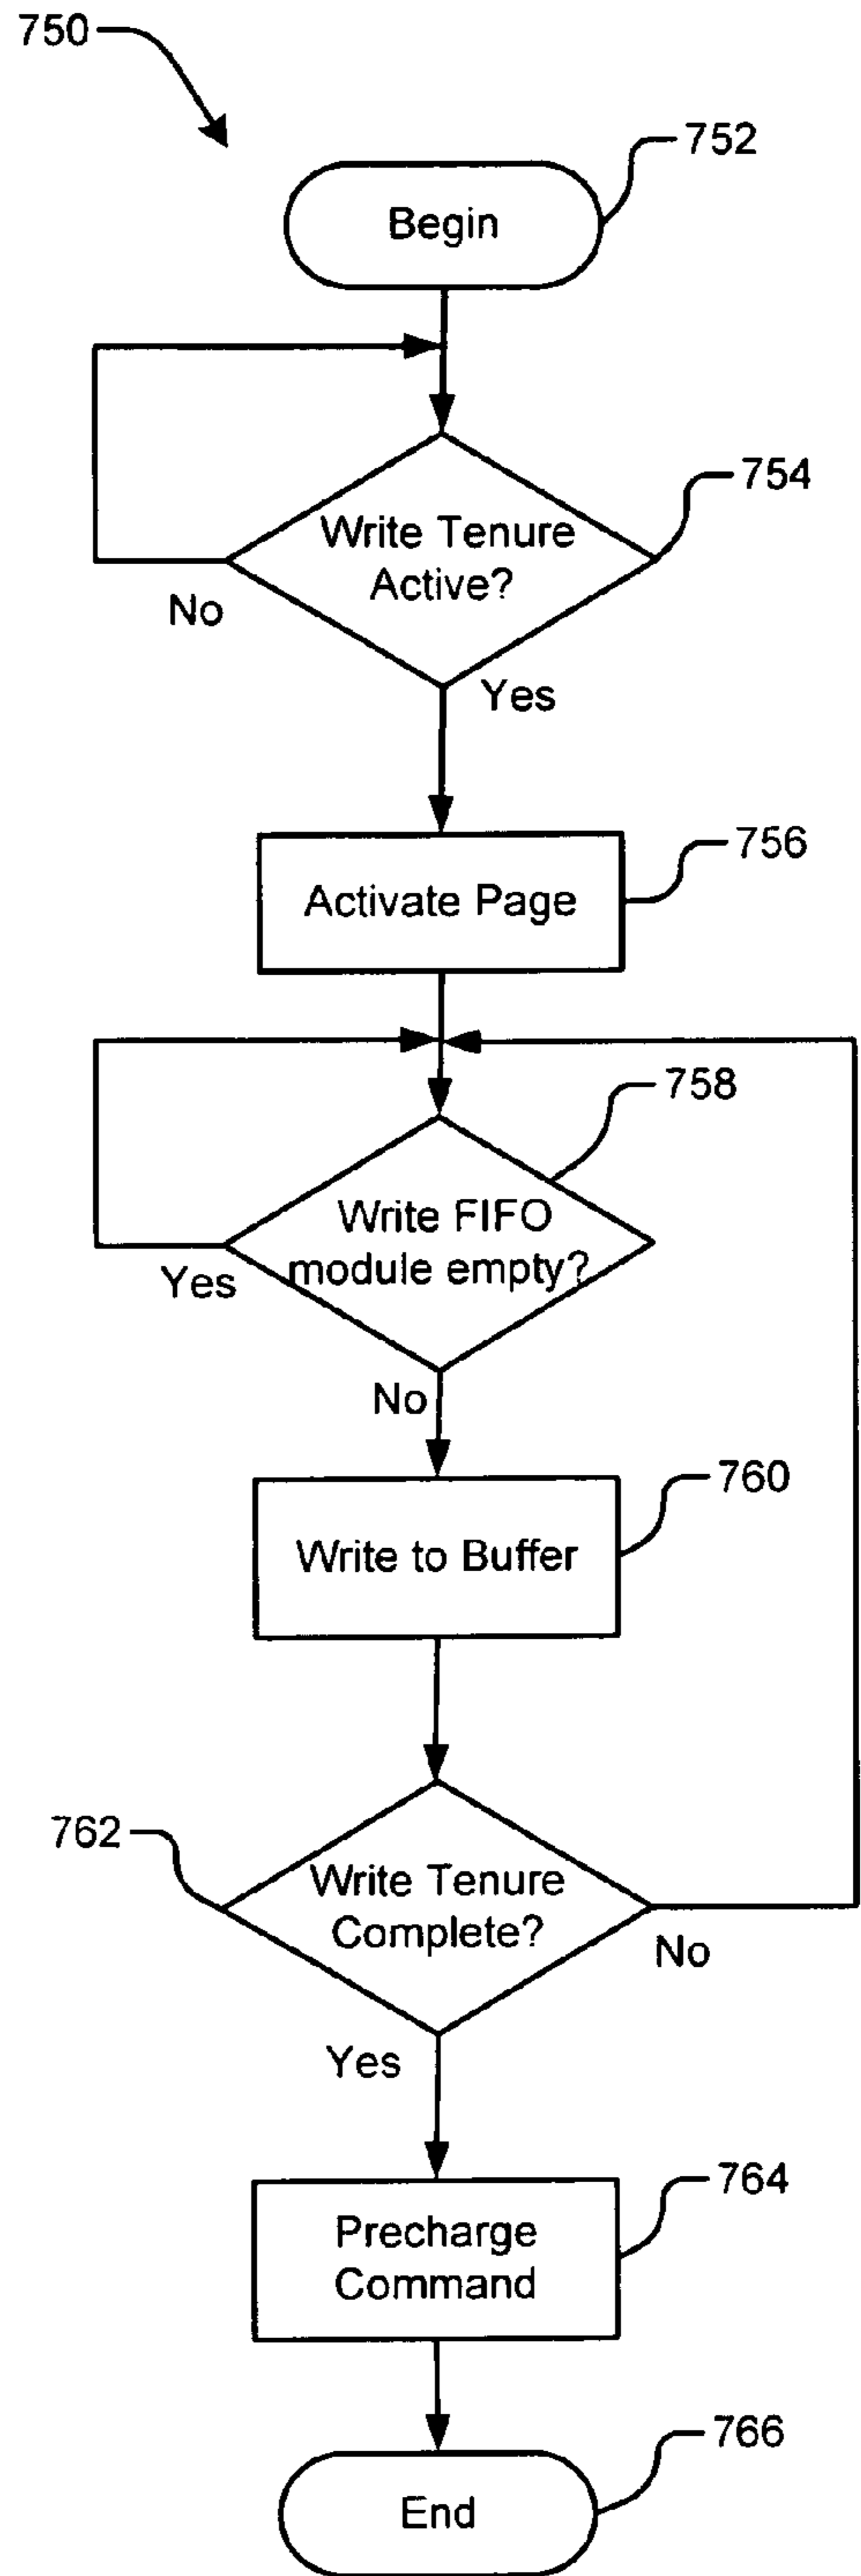 750
752
Begin
754
Write Tenure
Active?
No
Yes
756
Activate Page
758
Write FIFO
module empty?
Yes
No
760
Write to Buffer
762
Write Tenure
Complete?
No
Yes
764
Precharge
Command
766
End